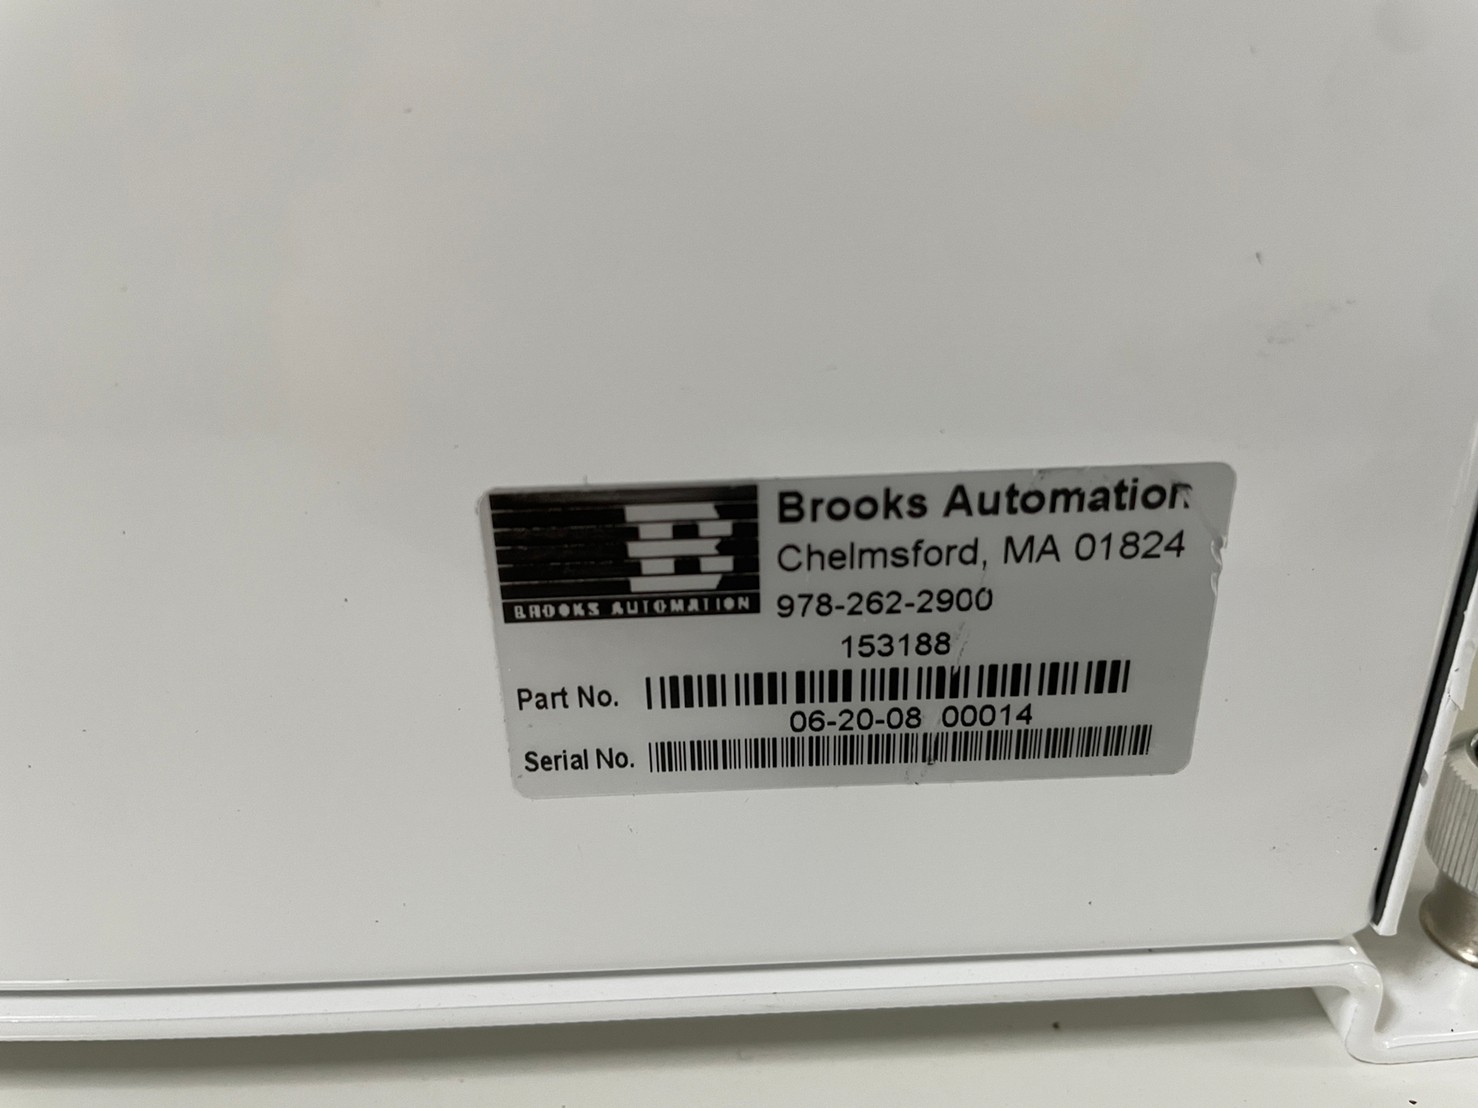 Brooks Automation
Chelmsford, MA 01824
978-262-2900
BROOKS AUTOMATION
153188
Part No.
06-20-08 00014
Serial No.